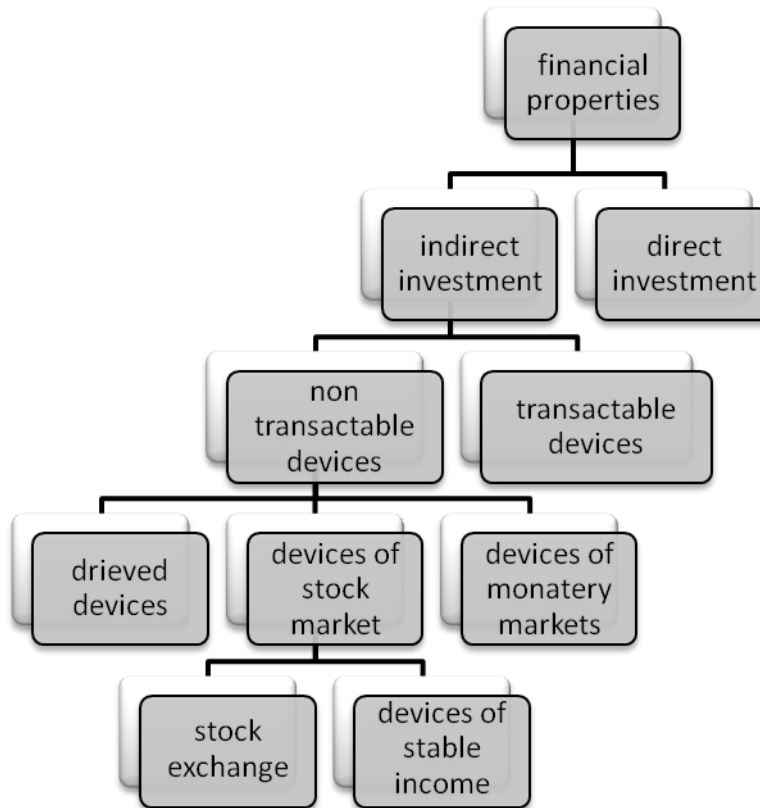 financial
properties
indirect
investment
direct
investment
non
transactable
devices
transactable
devices
drieved
devices
devices of
stock
market
devices of
monatery
markets
stock
exchange
devices of
stable
income